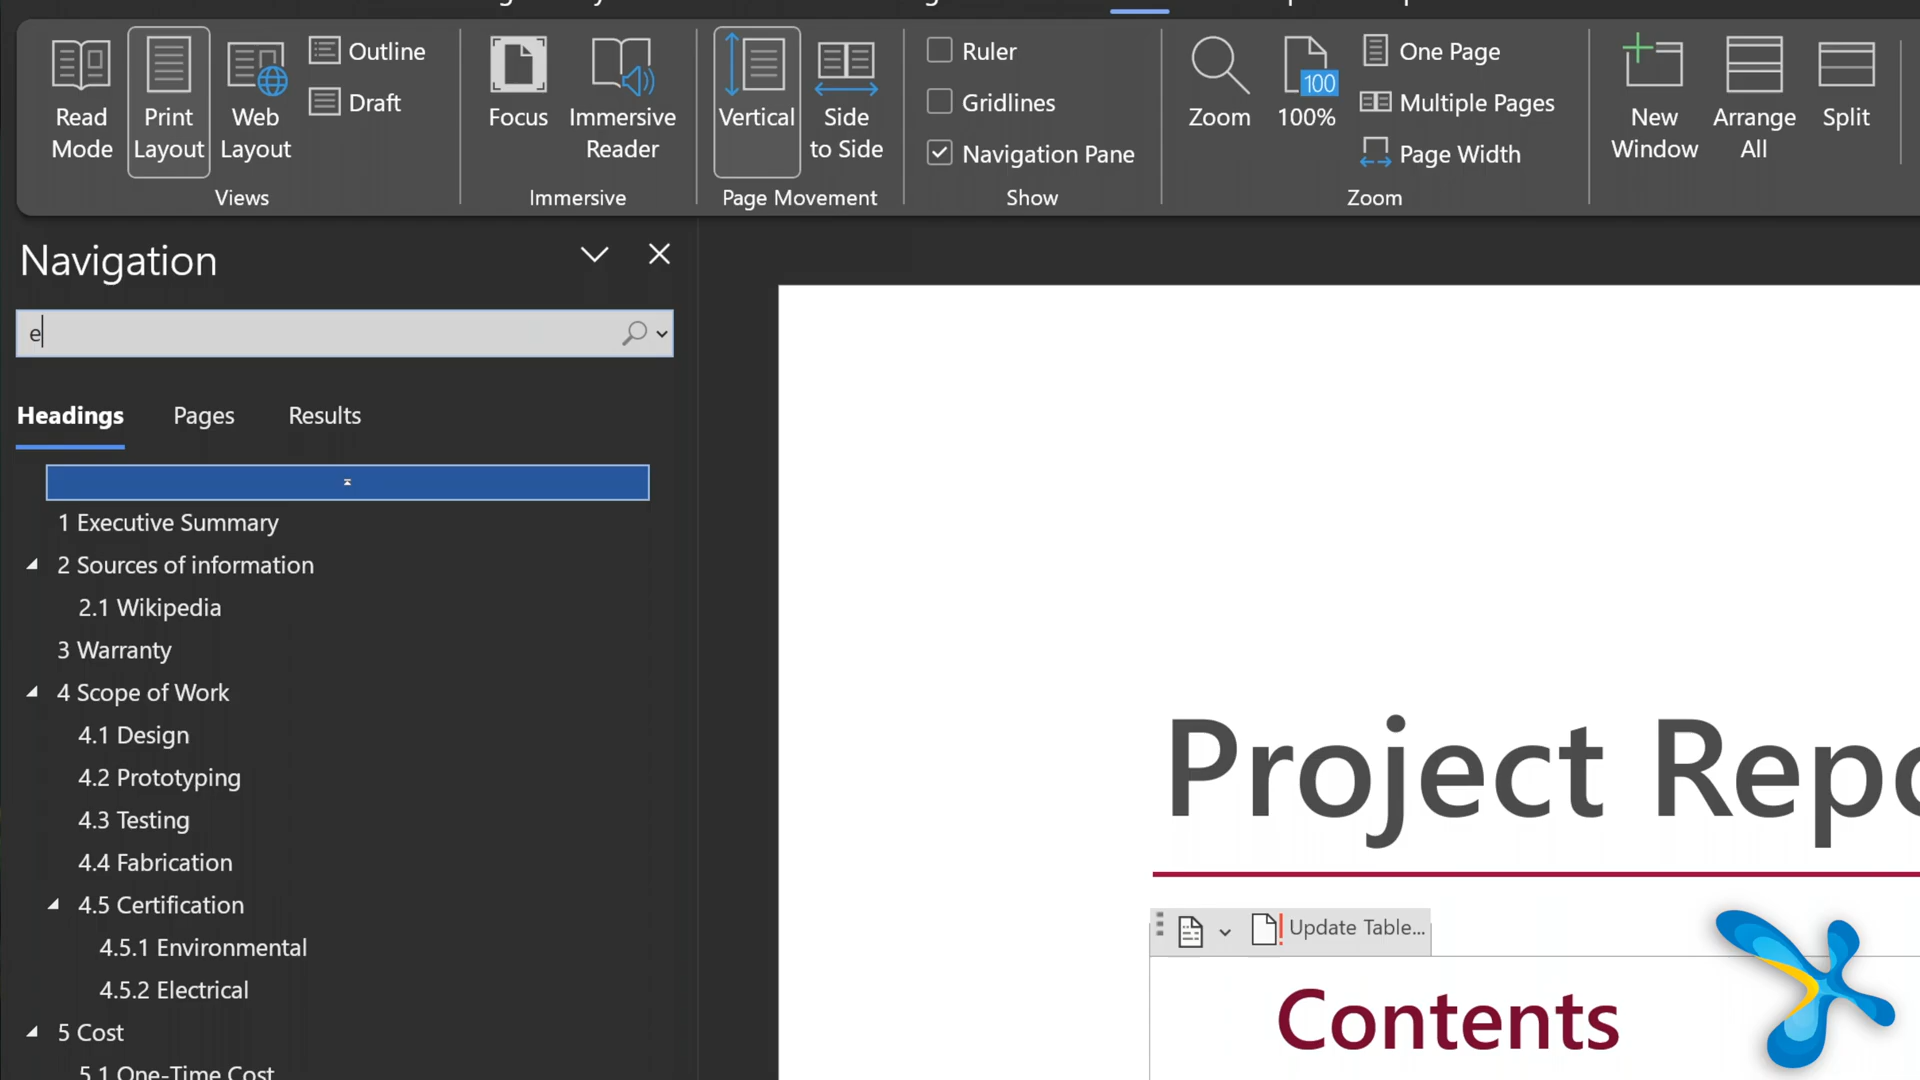 Outline
Ruler
One Page
Draft
Gridlines
100
Multiple Pages
Read Mode
Print Layout
Web Layout
Focus
Immersive Reader
Vertical
Side to Side
Navigation Pane
Zoom
100%
Page Width
New Window
Arrange All
Split
Views
Immersive
Page Movement
Show
Zoom
Navigation
e
Headings Pages Results
1 Executive Summary
2 Sources of information
2.1 Wikipedia
3 Warranty
4 Scope of Work
4.1 Design
4.2 Prototyping
4.3 Testing
4.4 Fabrication
4.5 Certification
4.5.1 Environmental
4.5.2 Electrical
5 Cost
5.1 One-Time Cost
Project Repo
Update Table...
Contents